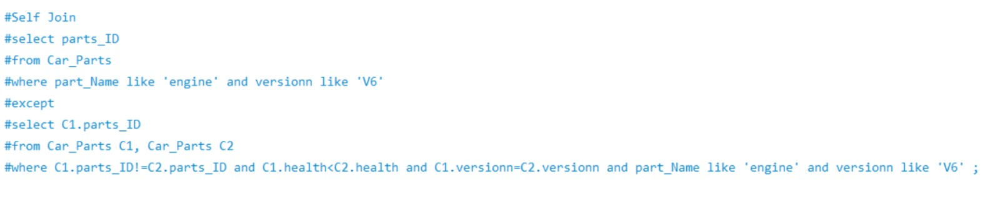 #Self Join
#select parts_ID
#from Car_Parts
#where part_Name like 'engine' and versionn like 'V6'
#except
#select C1.parts_ID
#from Car_Parts C1, Car_Parts C2
#where C1.parts_ID!=C2.parts_ID and C1.health<C2.health and C1.versionn=C2.versionn and part_Name like 'engine' and versionn like 'V6' ;